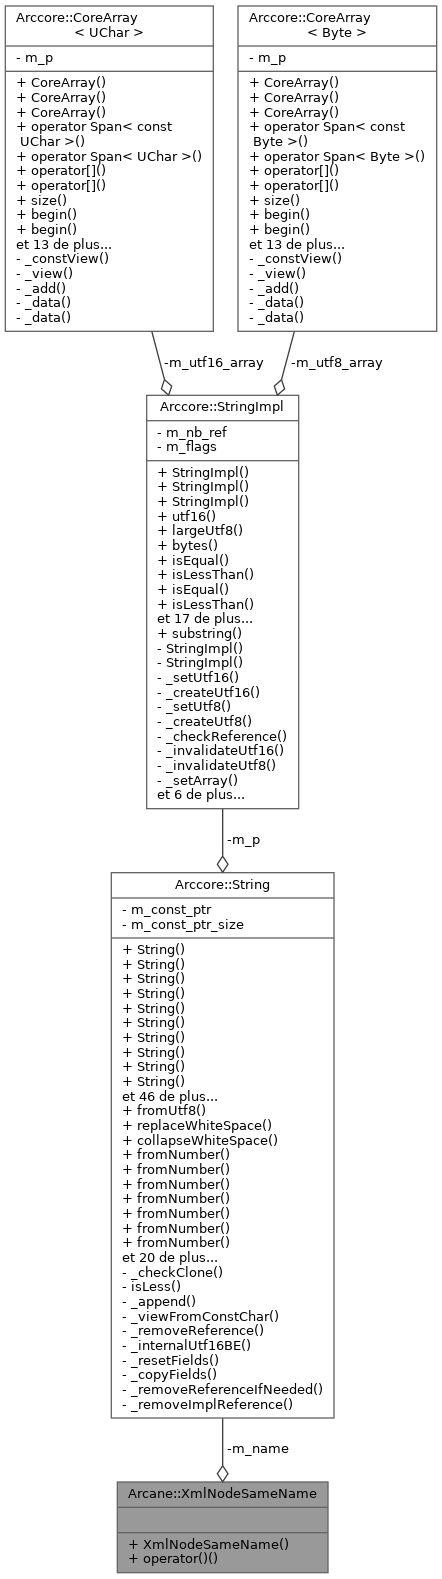 Arccore::CoreArray
< UChar >
- m_p
+ CoreArray()
+ CoreArray()
+ CoreArray()
+ operator Span< const
UChar >()
+ operator Span< UChar >()
+ operator[]()
+ operator[]()
+ size()
+ begin()
+ begin()
et 13 de plus...
- _constView()
- _view()
- _add()
- _data()
- _data()
Arccore::CoreArray
< Byte >
- m_p
+ CoreArray()
+ CoreArray()
+ CoreArray()
+ operator Span< const
Byte >()
+ operator Span< Byte >()
+ operator[]()
+ operator[]()
+ size()
+ begin()
+ begin()
et 13 de plus...
- _constView()
- _view()
- _add()
- _data()
- _data()
-m_utf16_array
-m_utf8_array
Arccore::StringImpl
- m_nb_ref
- m_flags
+ StringImpl()
+ StringImpl()
+ StringImpl()
+ utf16()
+ largeUtf8()
+ bytes()
+ isEqual()
+ isLessThan()
+ isEqual()
+ isLessThan()
et 17 de plus...
+ substring()
- StringImpl()
- StringImpl()
- _setUtf16()
- _createUtf16()
- _setUtf8()
- _createUtf8()
- _checkReference()
- _invalidateUtf16()
- _invalidateUtf8()
- _setArray()
et 6 de plus...
-m_p
Arccore::String
- m_const_ptr
- m_const_ptr_size
+ String()
+ String()
+ String()
+ String()
+ String()
+ String()
+ String()
+ String()
+ String()
+ String()
et 46 de plus...
+ fromUtf8()
+ replaceWhiteSpace()
+ collapseWhiteSpace()
+ fromNumber()
+ fromNumber()
+ fromNumber()
+ fromNumber()
+ fromNumber()
+ fromNumber()
+ fromNumber()
et 20 de plus...
- _checkClone()
- isLess()
- _append()
- _viewFromConstChar()
- _removeReference()
- _internalUtf16BE()
- _resetFields()
- _copyFields()
- _removeReferenceIfNeeded()
- _removeImplReference()
-m_name
Arcane::XmlNodeSameName
+ XmlNodeSameName()
+ operator()()